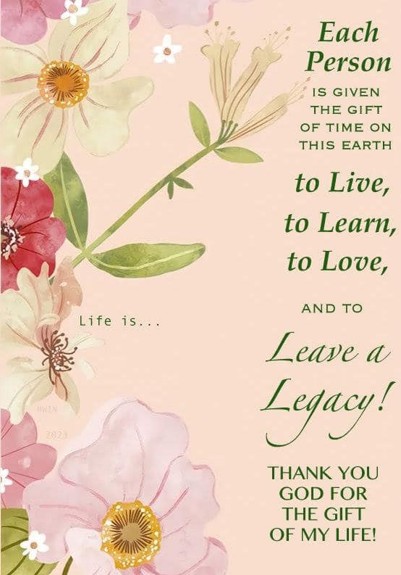 Each
Person
IS GIVEN
THE GIFT
OF TIME ON
THIS EARTH
to Live,
to Learn,
to Love,
Life is...
AND TO
Leave a
Legacy!
THANK YOU
GOD FOR
THE GIFT
OF MY LIFE!